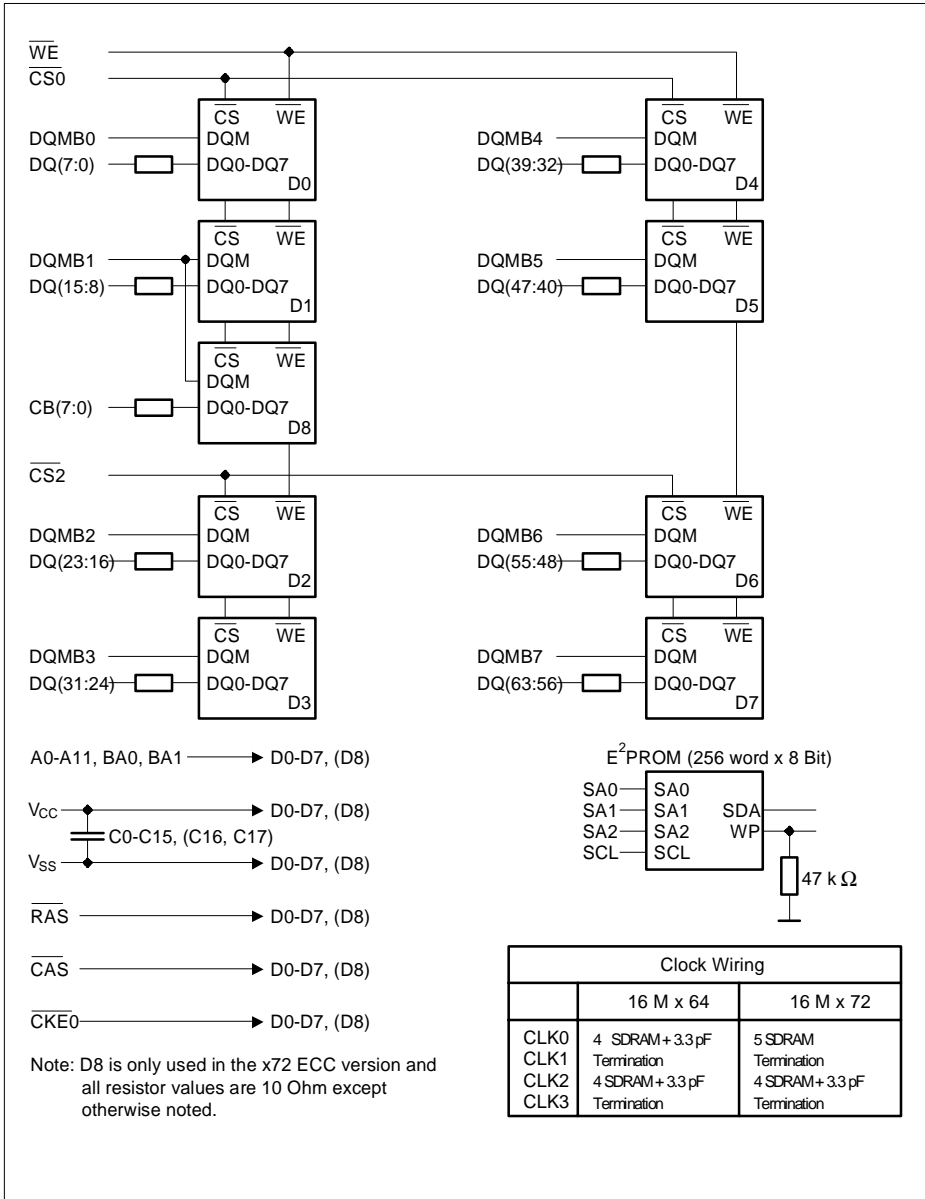 WE
CS0
CS WE
DQMB0 DQM
DQ(7:0) DQ0-DQ7
D0
CS WE
DQMB4 DQM
DQ(39:32) DQ0-DQ7
D4
CS WE
DQMB1 DQM
DQ(15:8) DQ0-DQ7
D1
CS WE
DQMB5 DQM
DQ(47:40) DQ0-DQ7
D5
CS WE
DQM
CB(7:0) DQ0-DQ7
D8
CS2
CS WE
DQMB2 DQM
DQ(23:16) DQ0-DQ7
D2
CS WE
DQMB6 DQM
DQ(55:48) DQ0-DQ7
D6
CS WE
DQMB3 DQM
DQ(31:24) DQ0-DQ7
D3
CS WE
DQMB7 DQM
DQ(63:56) DQ0-DQ7
D7
A0-A11, BA0, BA1 D0-D7, (D8)
VCC D0-D7, (D8)
C0-C15, (C16, C17)
VSS D0-D7, (D8)
RAS D0-D7, (D8)
CAS D0-D7, (D8)
CKE0 D0-D7, (D8)
Note: D8 is only used in the x72 ECC version and
all resistor values are 10 Ohm except
otherwise noted.
E2PROM (256 word x 8 Bit)
SA0 SA0
SA1 SA1 SDA
SA2 SA2 WP
SCL SCL
47 k Ω
Clock Wiring
16 M x 64 16 M x 72
CLK0 4 SDRAM + 3.3 pF 5 SDRAM
CLK1 Termination Termination
CLK2 4 SDRAM + 3.3 pF 4 SDRAM + 3.3 pF
CLK3 Termination Termination